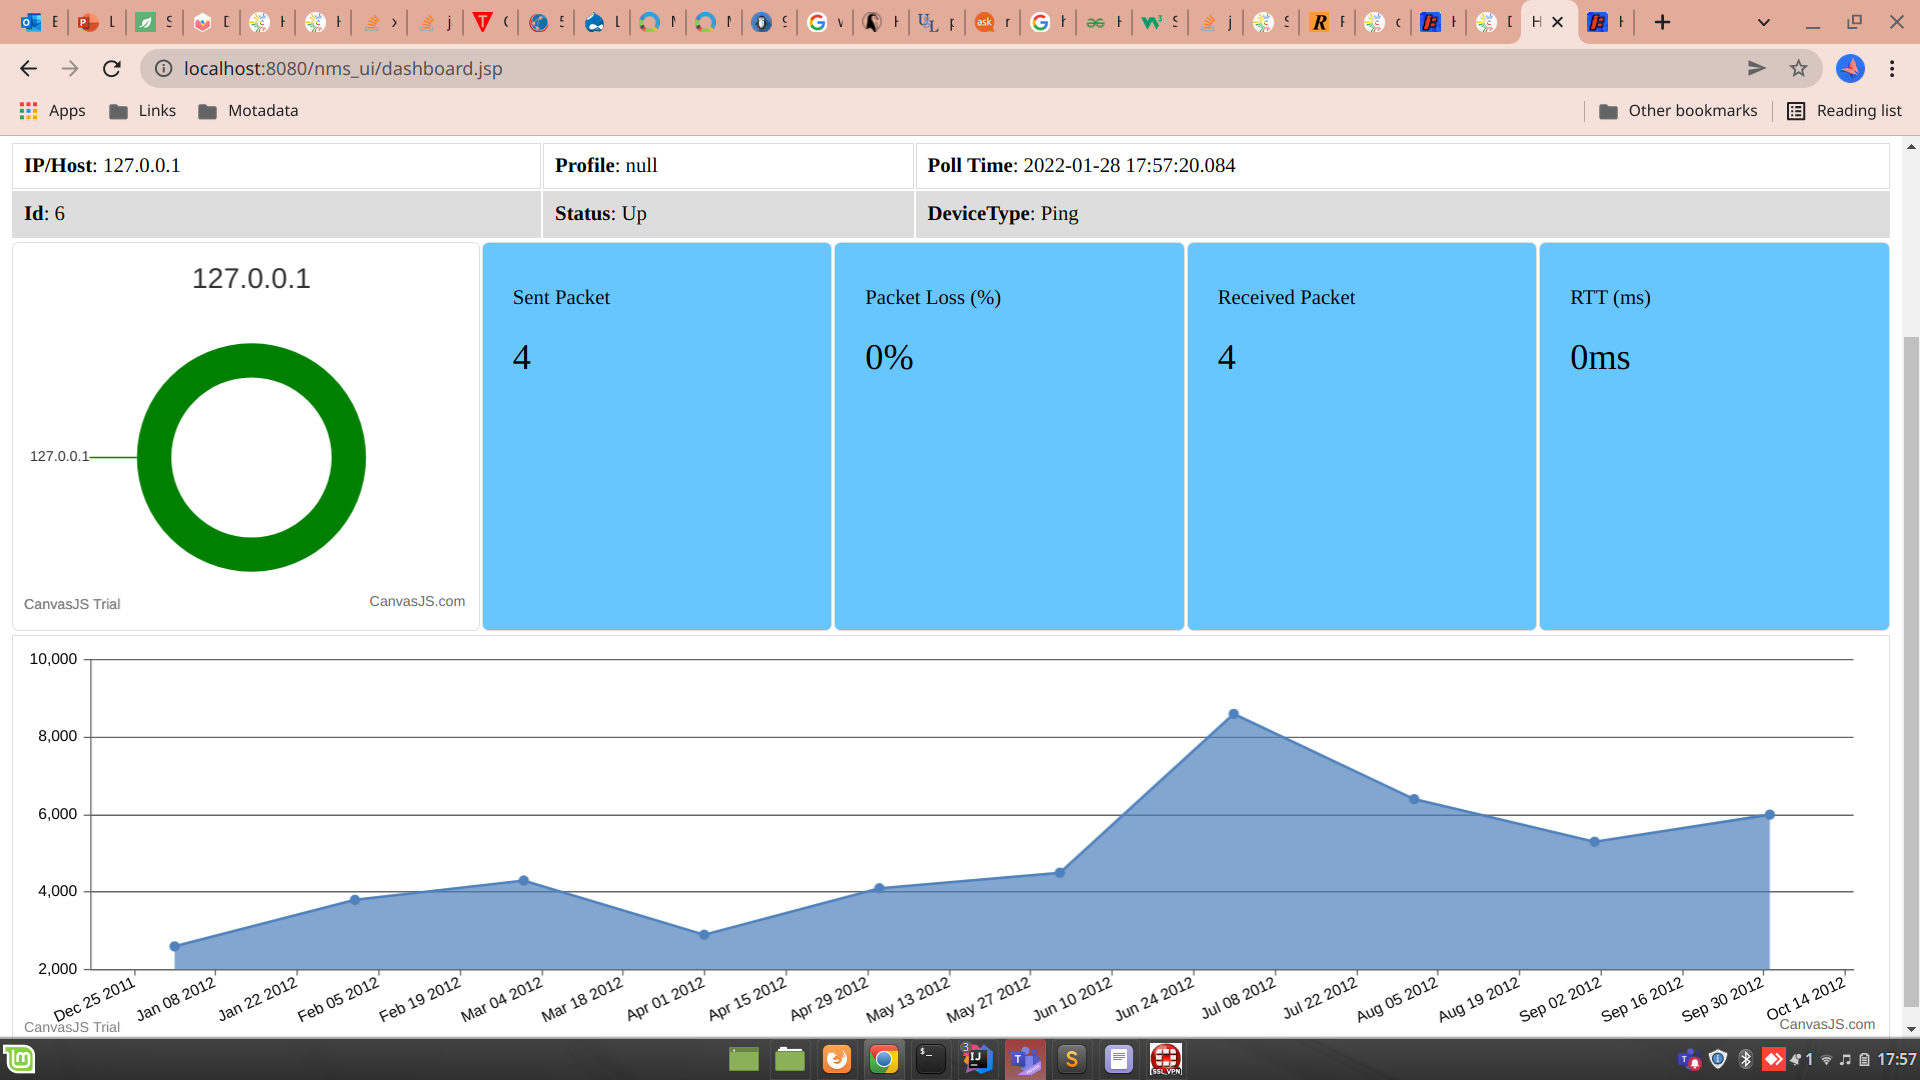 localhost:8080/nms_ui/dashboard.jsp
Apps Links Motadata Other bookmarks Reading list
IP/Host: 127.0.0.1 Profile: null Poll Time: 2022-01-28 17:57:20.084
Id: 6 Status: Up DeviceType: Ping
127.0.0.1
127.0.0.1
CanvasJS Trial CanvasJS.com
Sent Packet
4
Packet Loss (%)
0%
Received Packet
4
RTT (ms)
0ms
10,000
8,000
6,000
4,000
2,000
Dec 25 2011 Jan 08 2012 Jan 22 2012 Feb 05 2012 Feb 19 2012 Mar 04 2012 Mar 18 2012 Apr 01 2012 Apr 15 2012 Apr 29 2012 May 13 2012 May 27 2012 Jun 10 2012 Jun 24 2012 Jul 08 2012 Jul 22 2012 Aug 05 2012 Aug 19 2012 Sep 02 2012 Sep 16 2012 Sep 30 2012 Oct 14 2012
CanvasJS Trial CanvasJS.com
SSL_VPN
1 17:57